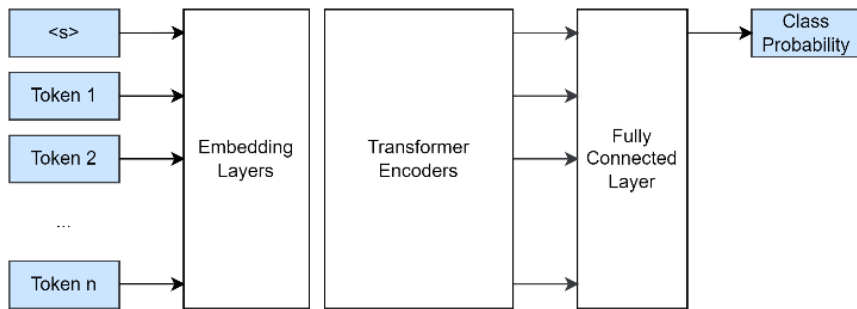 <s>
Token 1
Token 2
...
Token n
Embedding
Layers
Transformer
Encoders
Fully
Connected
Layer
Class
Probability